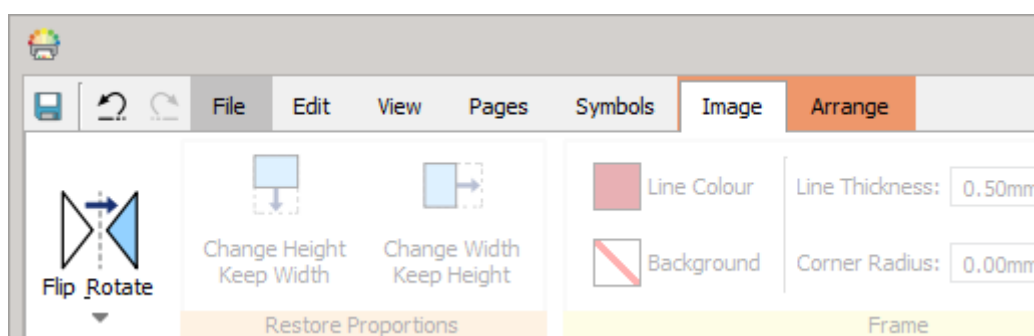 File Edit View Pages Symbols Image Arrange
Flip Rotate
Change Height
Keep Width
Change Width
Keep Height
Restore Proportions
Line Colour
Background
Line Thickness: 0.50mm
Corner Radius: 0.00mm
Frame